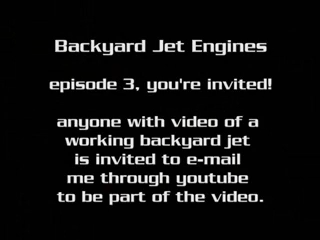 Backyard Jet Engines
episode 3, you're invited!
anyone with video of a
working backyard jet
is invited to e-mail
me through youtube
to be part of the video.